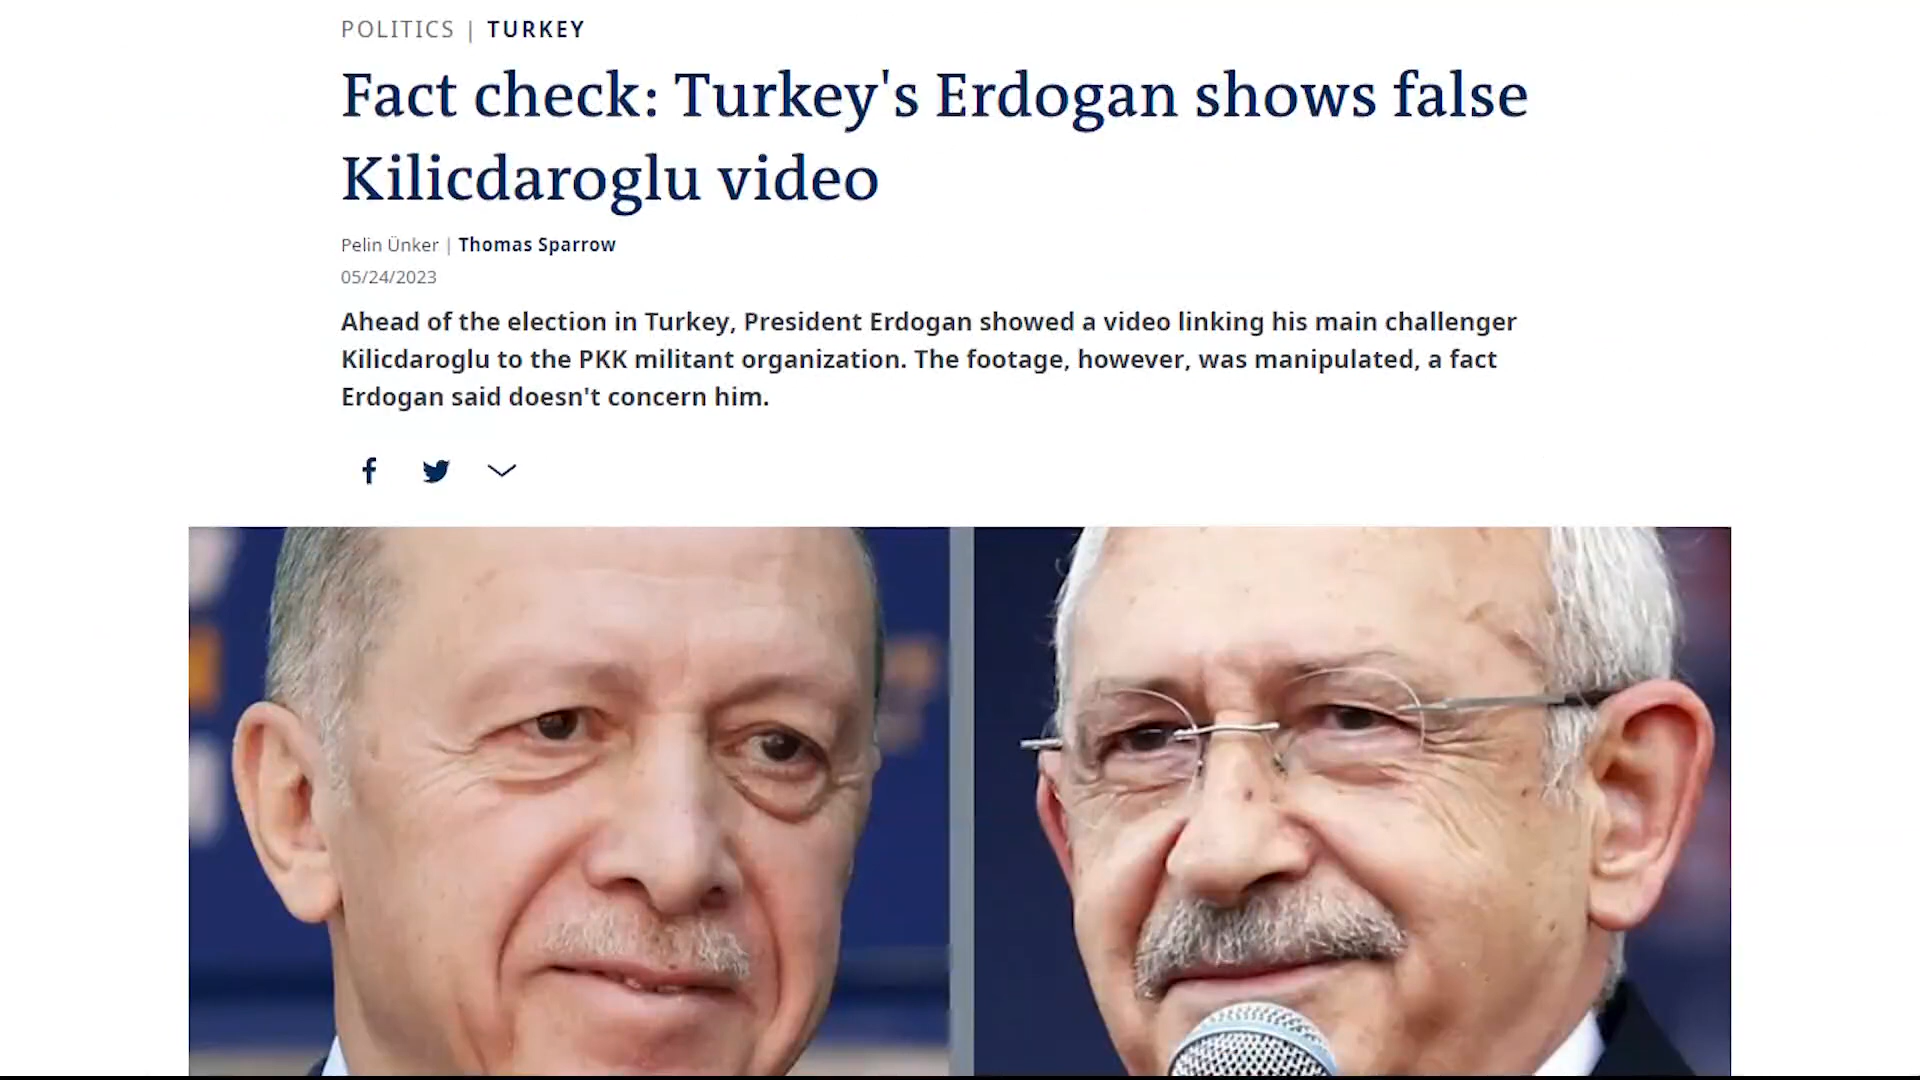 POLITICS | TURKEY
Fact check: Turkey's Erdogan shows false
Kilicdaroglu video
Pelin Ünker | Thomas Sparrow
05/24/2023
Ahead of the election in Turkey, President Erdogan showed a video linking his main challenger
Kilicdaroglu to the PKK militant organization. The footage, however, was manipulated, a fact
Erdogan said doesn't concern him.